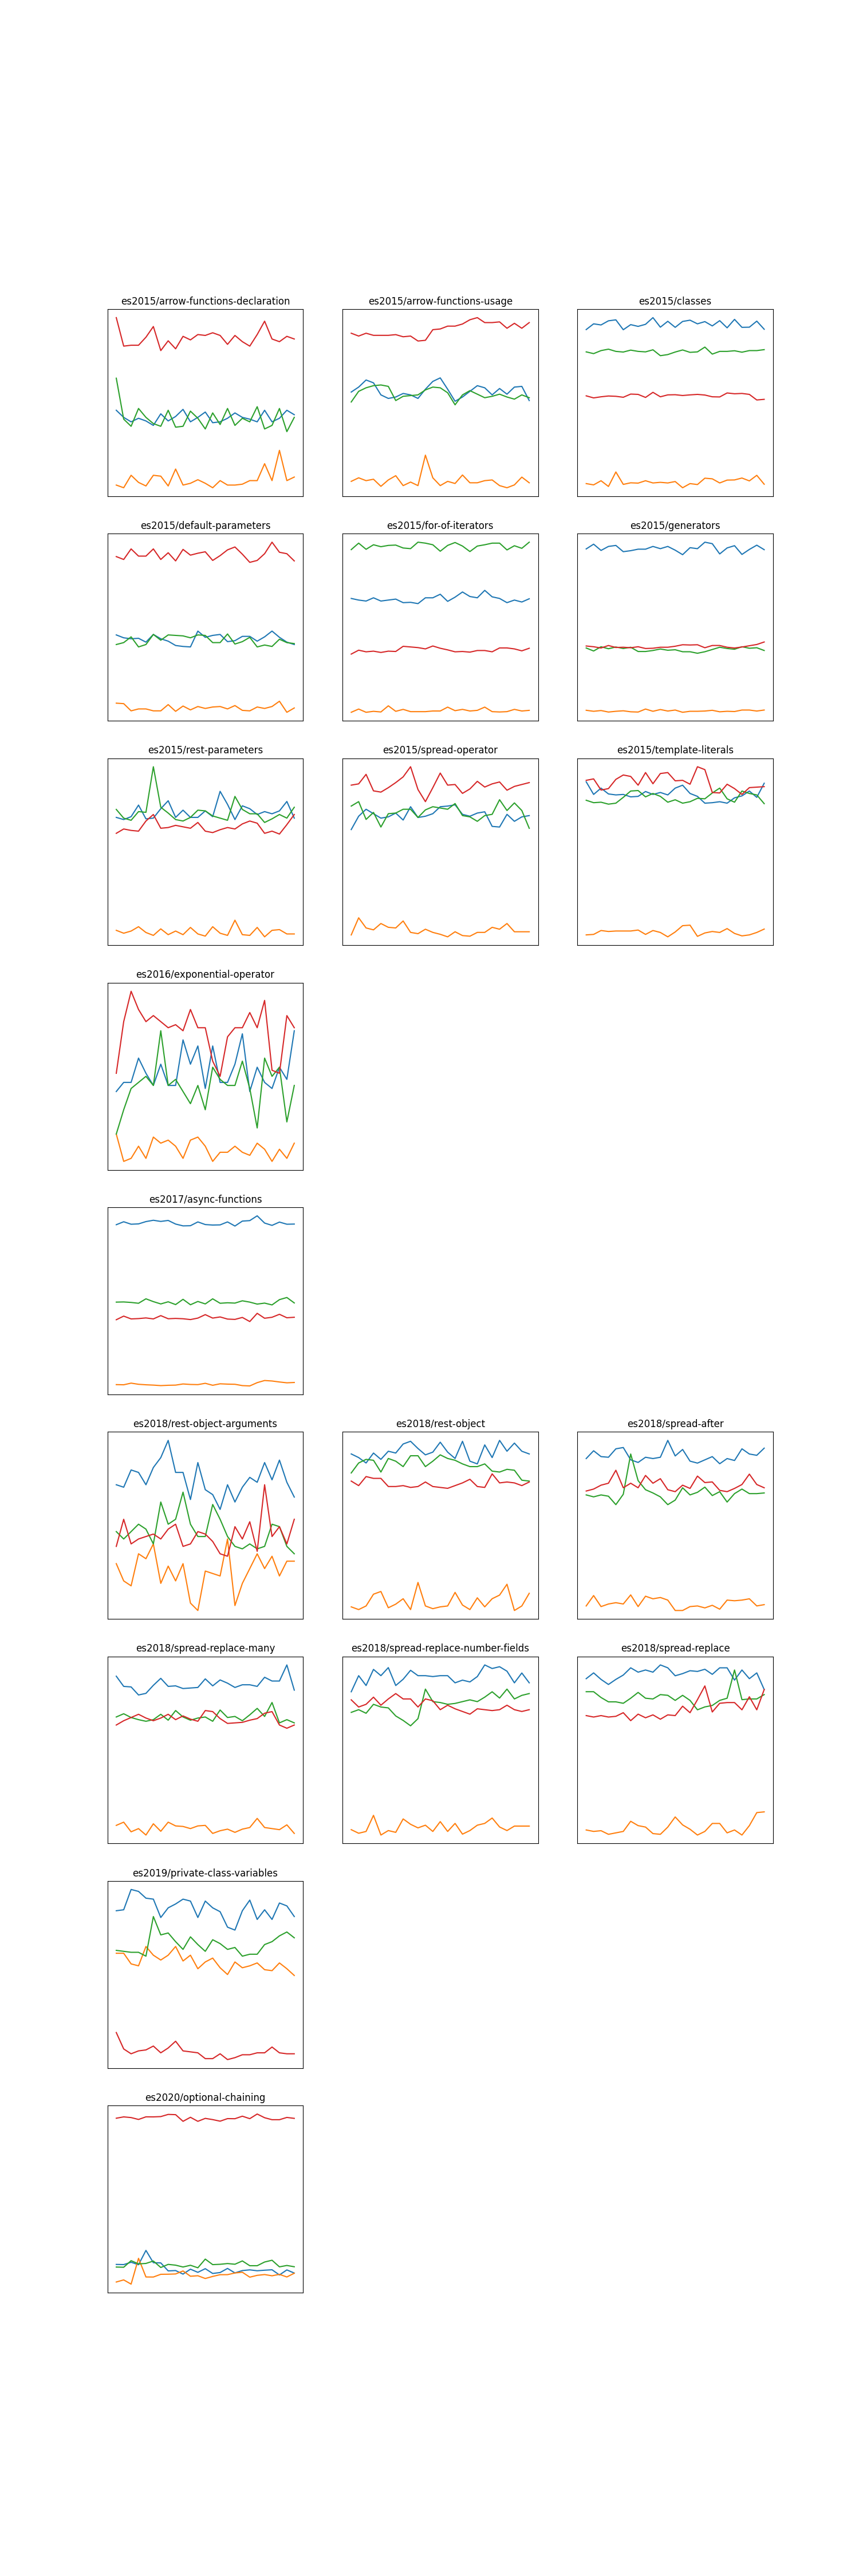 es2015/arrow-functions-declaration
es2015/arrow-functions-usage
es2015/classes
es2015/default-parameters
es2015/for-of-iterators
es2015/generators
es2015/rest-parameters
es2015/spread-operator
es2015/template-literals
es2016/exponential-operator
es2017/async-functions
es2018/rest-object-arguments
es2018/rest-object
es2018/spread-after
es2018/spread-replace-many
es2018/spread-replace-number-fields
es2018/spread-replace
es2019/private-class-variables
es2020/optional-chaining